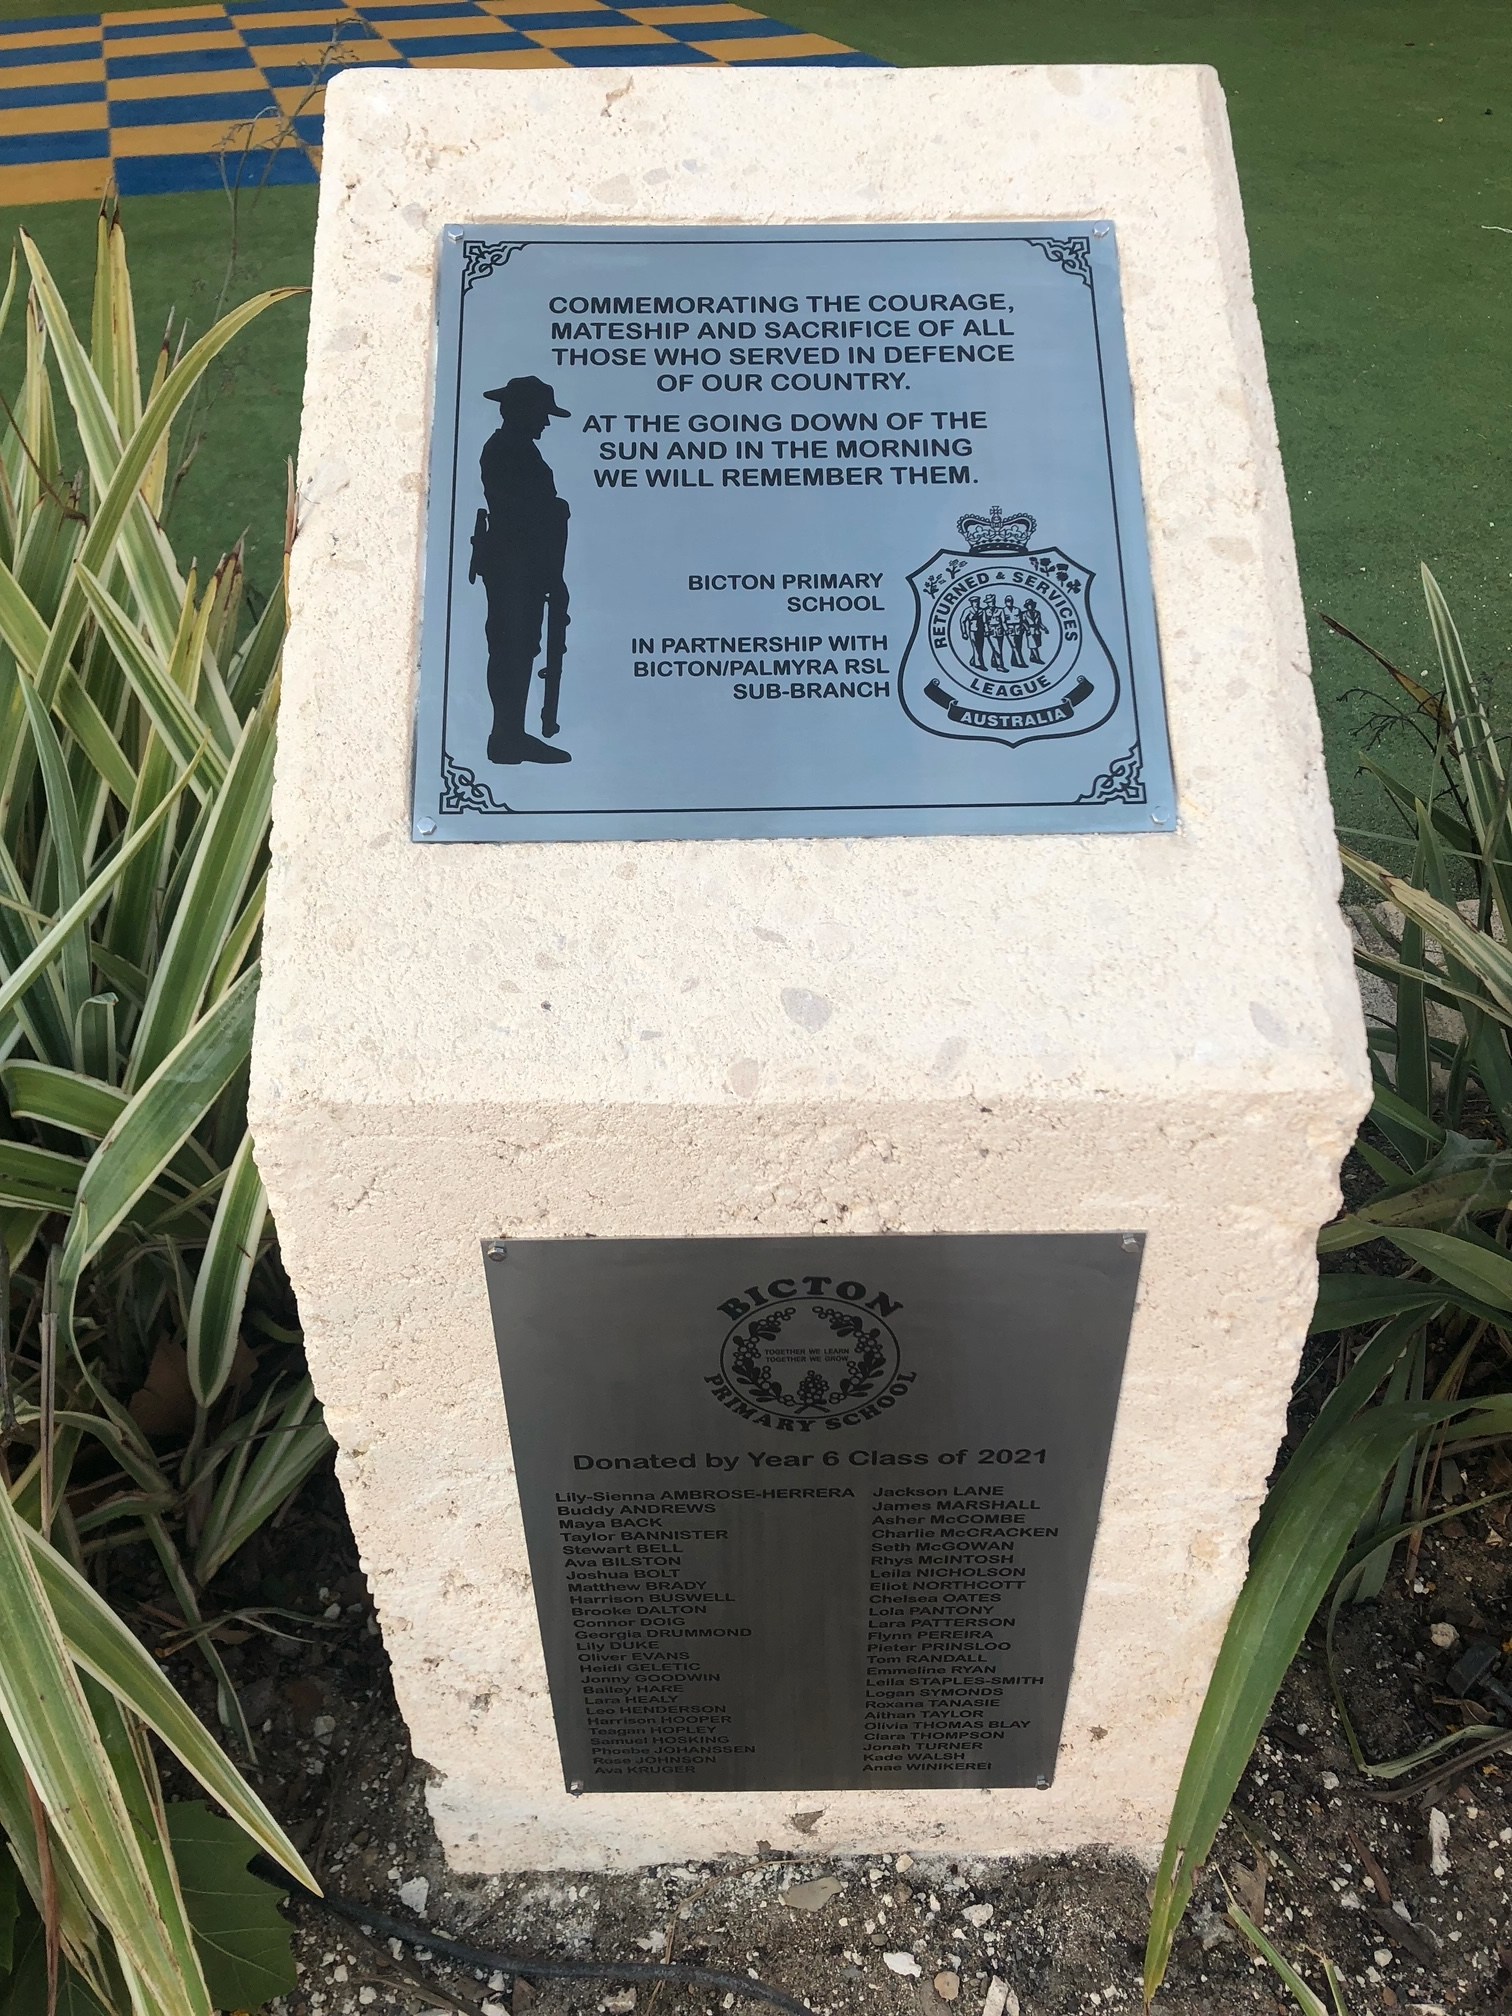 COMMEMORATING THE COURAGE,
MATESHIP AND SACRIFICE OF ALL
THOSE WHO SERVED IN DEFENCE
OF OUR COUNTRY.
AT THE GOING DOWN OF THE
SUN AND IN THE MORNING
WE WILL REMEMBER THEM.
BICTON PRIMARY
SCHOOL
IN PARTNERSHIP WITH
BICTON/PALMYRA RSL
SUB-BRANCH
RETURNED & SERVICES
LEAGUE
AUSTRALIA
BICTON
TOGETHER WE LEARN
TOGETHER WE GROW
PRIMARY SCHOOL
Donated by Year 6 Class of 2021
Lily-Sienna AMBROSE-HERRERA
Buddy ANDREWS
Maya BACK
Taylor BANNISTER
Stewart BELL
Ava BILSTON
Joshua BOLT
Matthew BRADY
Harrison BUSWELL
Brooke DALTON
Connor DOIG
Georgia DRUMMOND
Lily DUKE
Oliver EVANS
Heidi GELETIC
Jonny GOODWIN
Bailey HARE
Lara HEALY
Leo HENDERSON
Harrison HOOPER
Teagan HOPLEY
Samuel HOSKING
Phoebe JOHANSSEN
Rose JOHNSON
Ava KRUGER
Jackson LANE
James MARSHALL
Asher McCOMBE
Charlie McCRACKEN
Seth McGOWAN
Rhys McINTOSH
Leila NICHOLSON
Eliot NORTHCOTT
Chelsea OATES
Lola PANTONY
Lara PATTERSON
Flynn PEREIRA
Pieter PRINSLOO
Tom RANDALL
Emmeline RYAN
Leila STAPLES-SMITH
Logan SYMONDS
Roxana TANASIE
Aithan TAYLOR
Olivia THOMAS BLAY
Clara THOMPSON
Jonah TURNER
Kade WALSH
Anae WINIKEREI